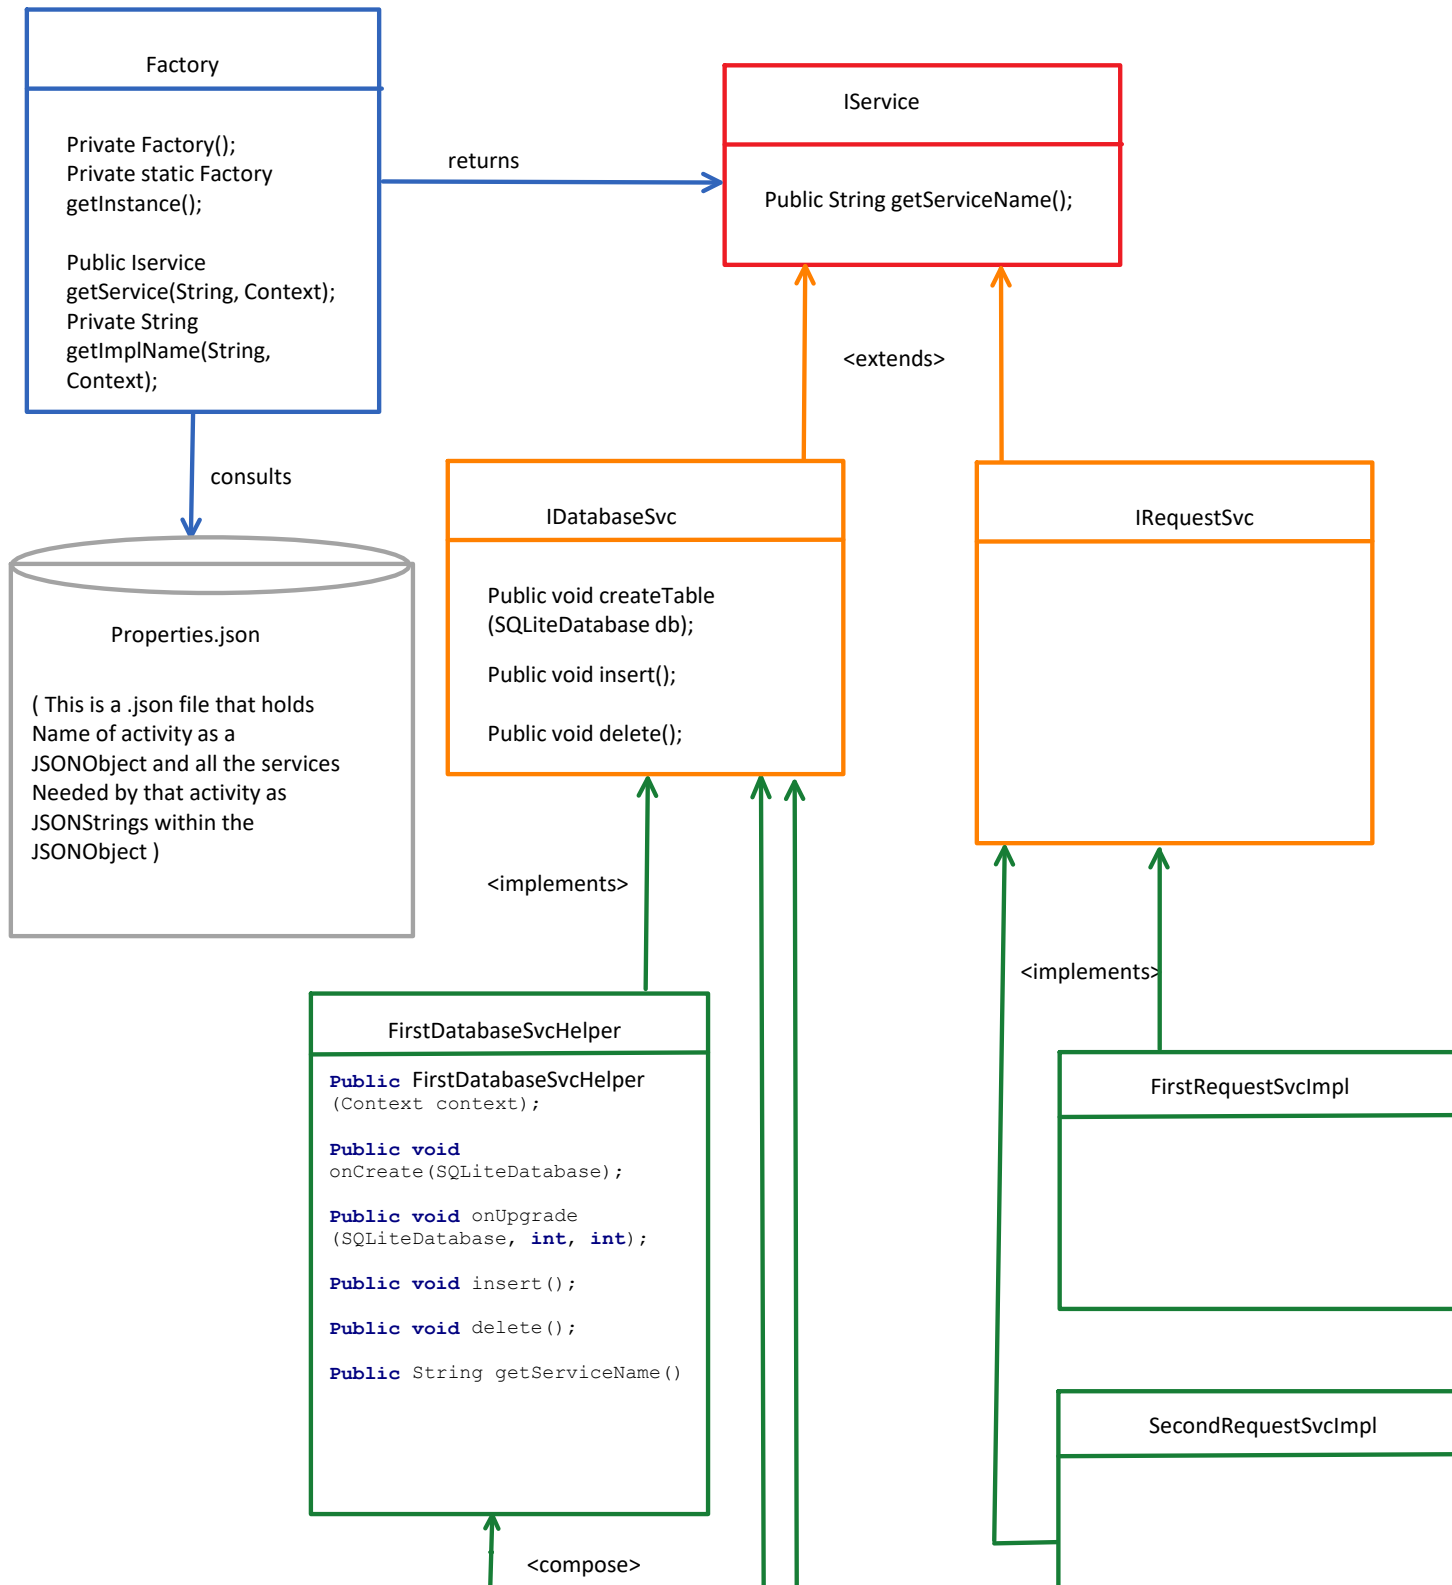 Factory
Private Factory();
Private static Factory
getInstance();
Public Iservice
getService(String, Context);
Private String
getImplName(String,
Context);
returns
IService
Public String getServiceName();
<extends>
consults
Properties.json
( This is a .json file that holds
Name of activity as a
JSONObject and all the services
Needed by that activity as
JSONStrings within the
JSONObject )
IDatabaseSvc
Public void createTable
(SQLiteDatabase db);
Public void insert();
Public void delete();
IRequestSvc
<implements>
<implements>
FirstDatabaseSvcHelper
Public FirstDatabaseSvcHelper
(Context context);
Public void
onCreate(SQLiteDatabase);
Public void onUpgrade
(SQLiteDatabase, int, int);
Public void insert();
Public void delete();
Public String getServiceName()
FirstRequestSvcImpl
SecondRequestSvcImpl
<compose>